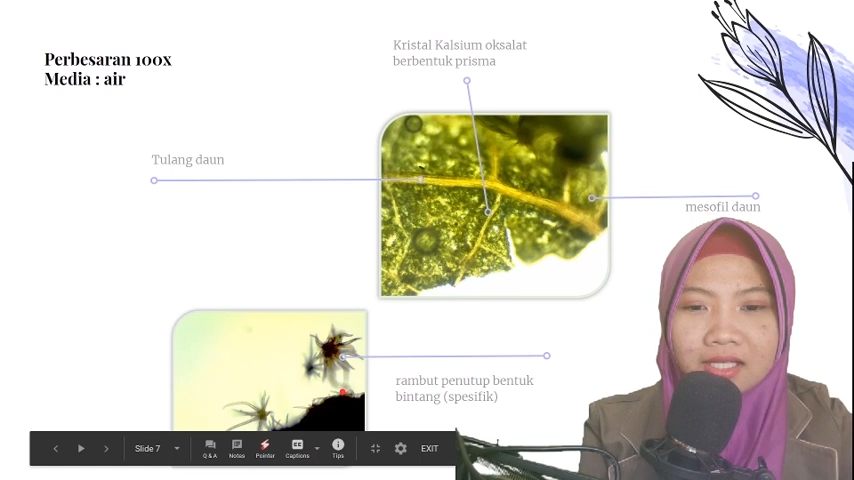 Perbesaran 100x
Media : air
Kristal Kalsium oksalat
berbentuk prisma
Tulang daun
mesofil daun
rambut penutup bentuk
bintang (spesifik)
Slide 7
Q & A
Notes
Pointer
Captions
Tips
EXIT